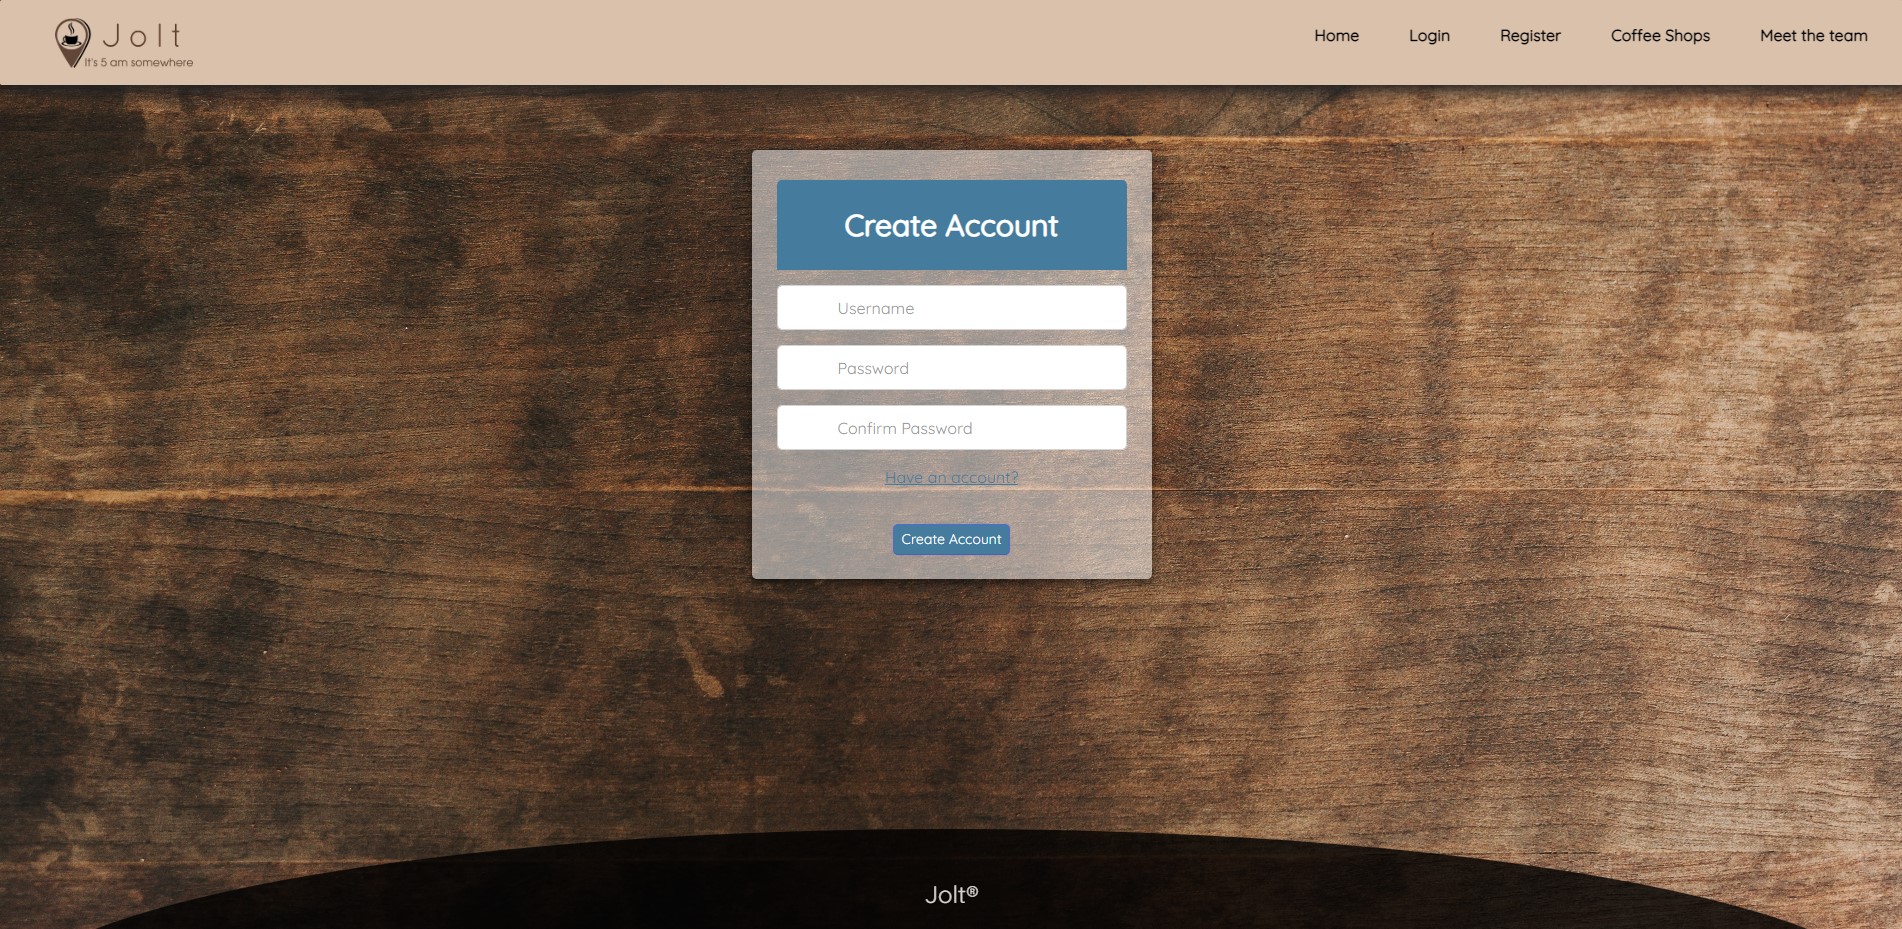 Jolt
It's 5 am somewhere
Home Login Register Coffee Shops Meet the team
Create Account
Username
Password
Confirm Password
Have an account?
Create Account
Jolt®